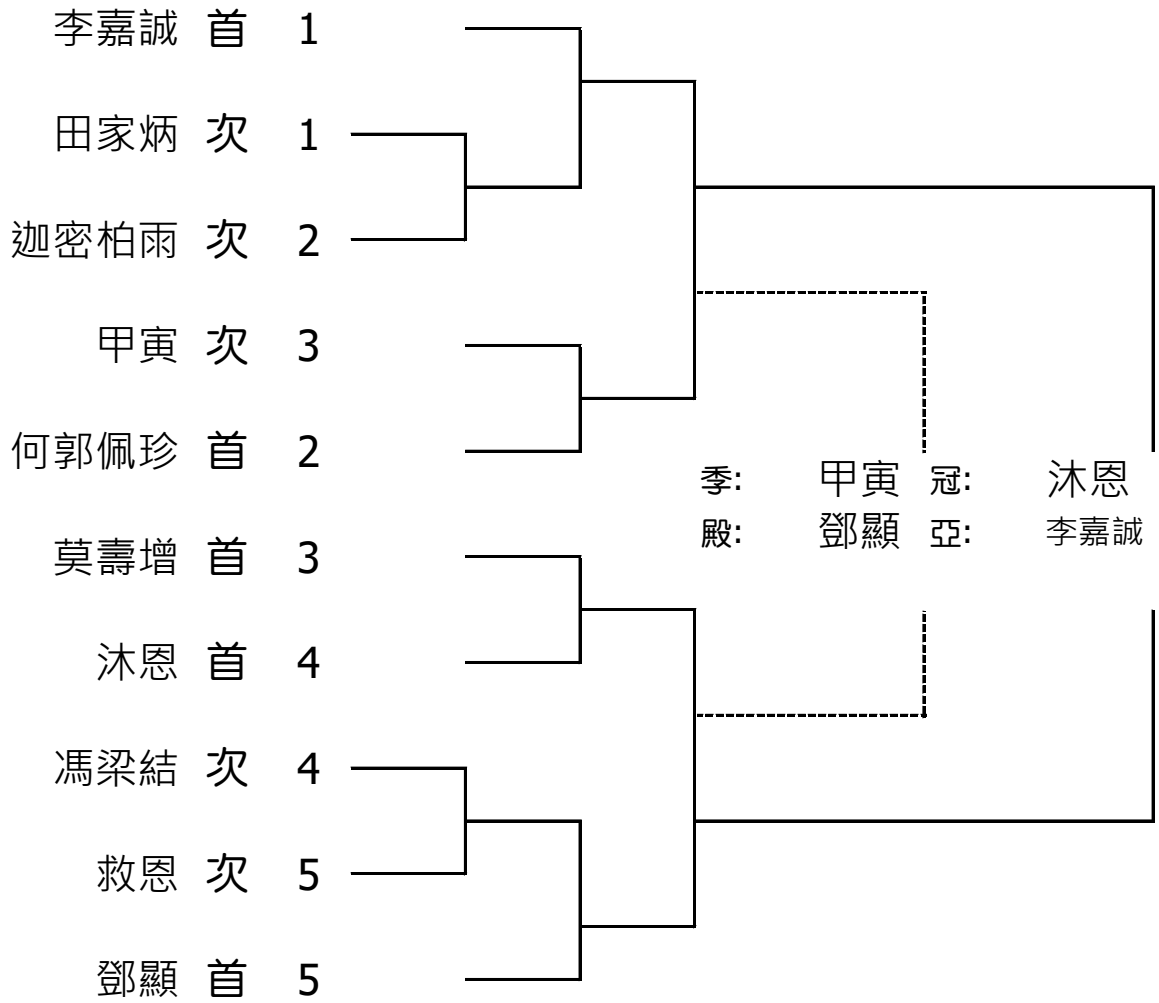 李嘉誠 首 1
田家炳 次 1
迦密柏雨 次 2
甲寅 次 3
何郭佩珍 首 2
季: 甲寅 冠: 沐恩
殿: 鄧顯 亞: 李嘉誠
莫壽增 首 3
沐恩 首 4
馮梁結 次 4
救恩 次 5
鄧顯 首 5